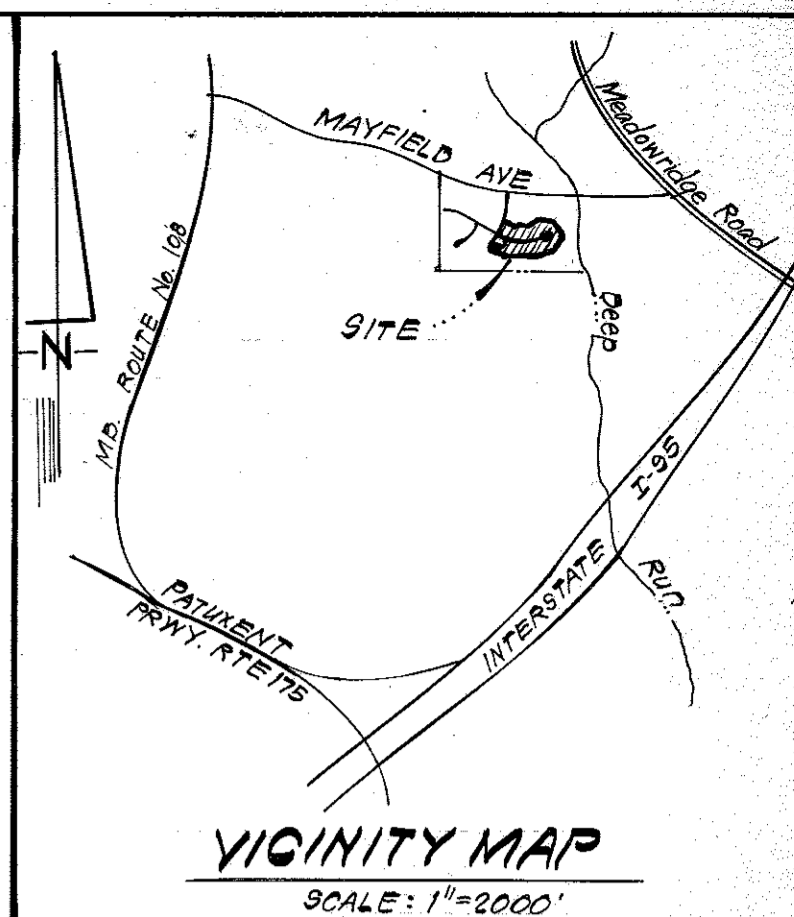 MAYFIELD AVE
Meadowridge Road
MD. ROUTE No. 108
SITE
Deep Run
N
I-95
INTERSTATE
PATUXENT
PRWY. RTE 175
VICINITY MAP
SCALE: 1"=2000'